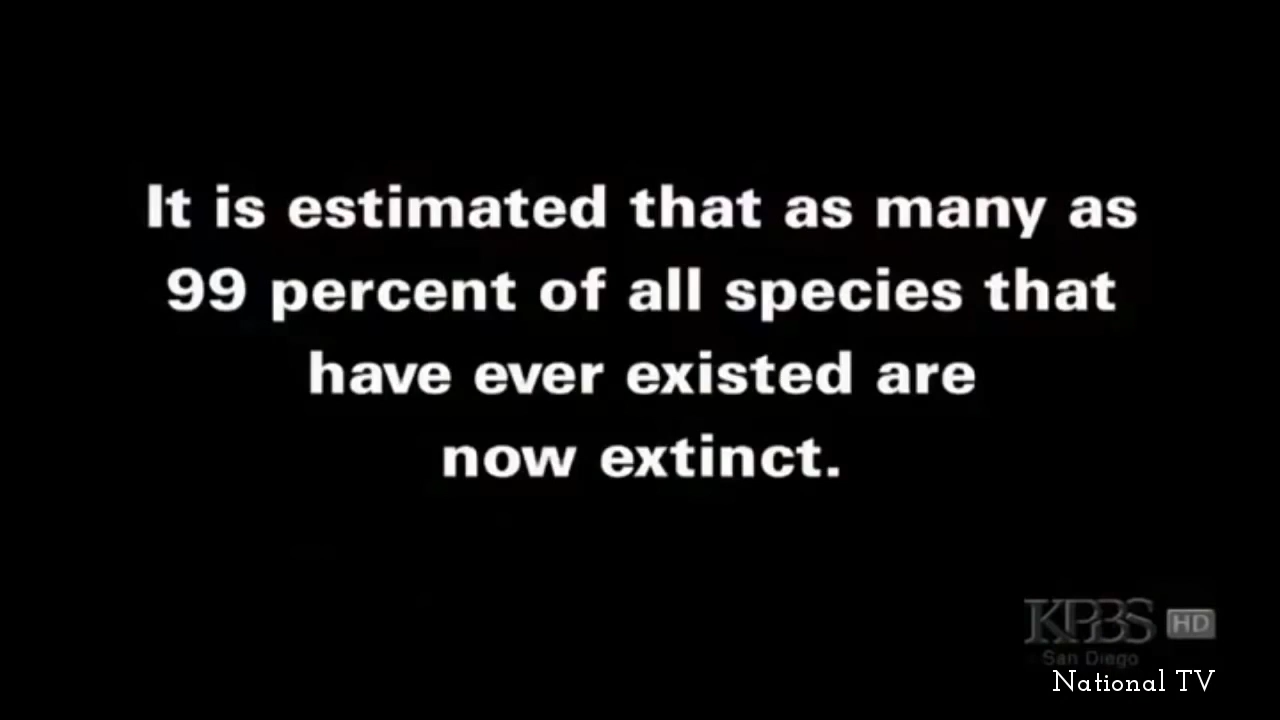 It is estimated that as many as
99 percent of all species that
have ever existed are
now extinct.
KPBS HD
San Diego
National TV